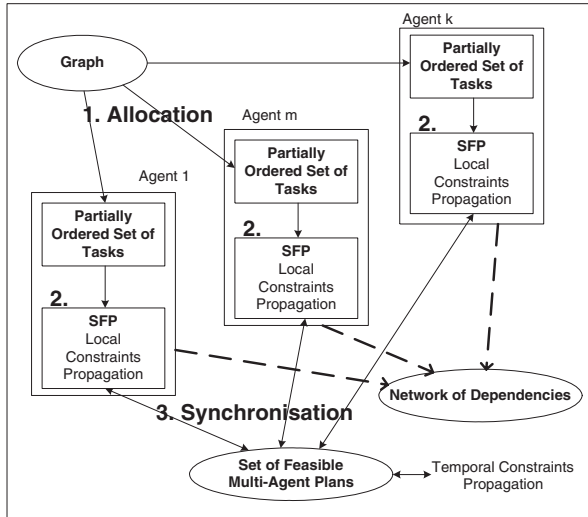 Agent k
Graph
Partially
Ordered Set of
Tasks
1. Allocation
Agent m
2.
SFP
Local
Constraints
Propagation
Partially
Ordered Set of
Tasks
Agent 1
2.
SFP
Local
Constraints
Propagation
Partially
Ordered Set of
Tasks
2.
SFP
Local
Constraints
Propagation
Network of Dependencies
3. Synchronisation
Set of Feasible
Multi-Agent Plans
Temporal Constraints
Propagation